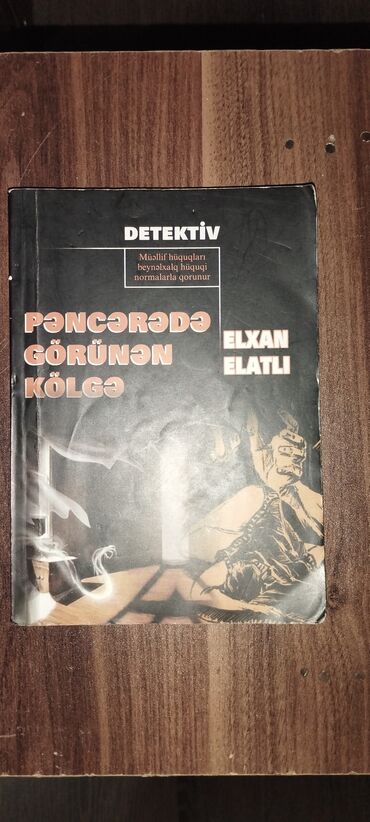 DETEKTİV
Müəllif hüquqları
beynəlxalq hüquqi
normalarla qorunur
PƏNCƏRƏDƏ
GÖRÜNƏN
KÖLGƏ
ELXAN
ELATLI